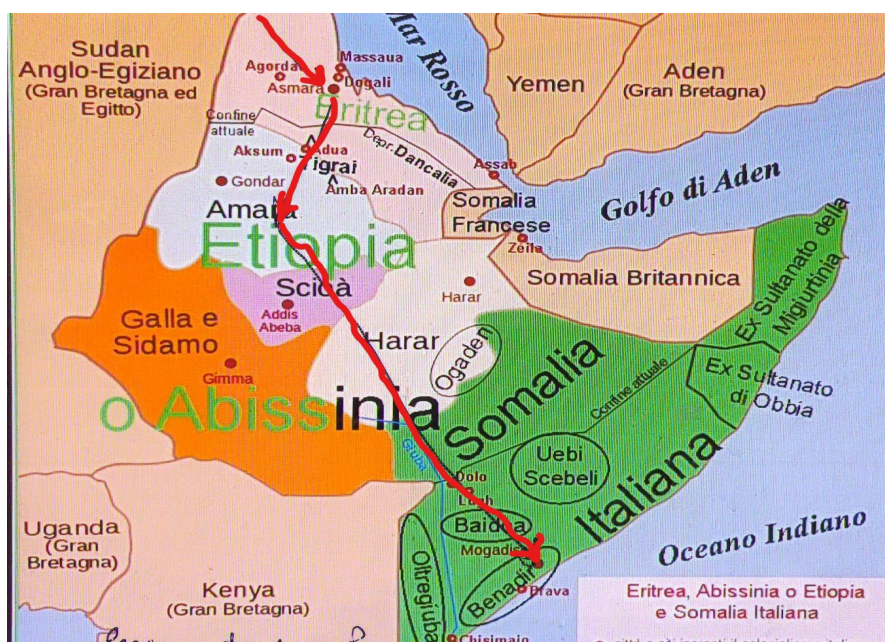 Sudan
Anglo-Egiziano
(Gran Bretagna ed
Egitto)
Mar Rosso
Massaua
Agordat
Dogali
Asmara
Eritrea
Yemen
Aden
(Gran Bretagna)
Confine
attuale
Adua
Aksum
Tigrai
Depr. Dancalia
Assab
Gondar
Amba Aradan
Amara
Somalia
Francese
Golfo di Aden
Etiopia
Zeila
Scioà
Somalia Britannica
Ex Sultanato della
Migiurtinia
Addis
Abeba
Harar
Galla e
Sidamo
Harar
Ogaden
Gimma
o Abissinia
Somalia
Italiana
Confine attuale
Ex Sultanato
di Obbia
Giuba
Dolo
Lugh
Uebi
Scebeli
Baidoa
Uganda
(Gran
Bretagna)
Oltregiuba
Mogadis
Benadir
Brava
Oceano Indiano
Kenya
(Gran Bretagna)
Chisimaio
Eritrea, Abissinia o Etiopia
e Somalia Italiana